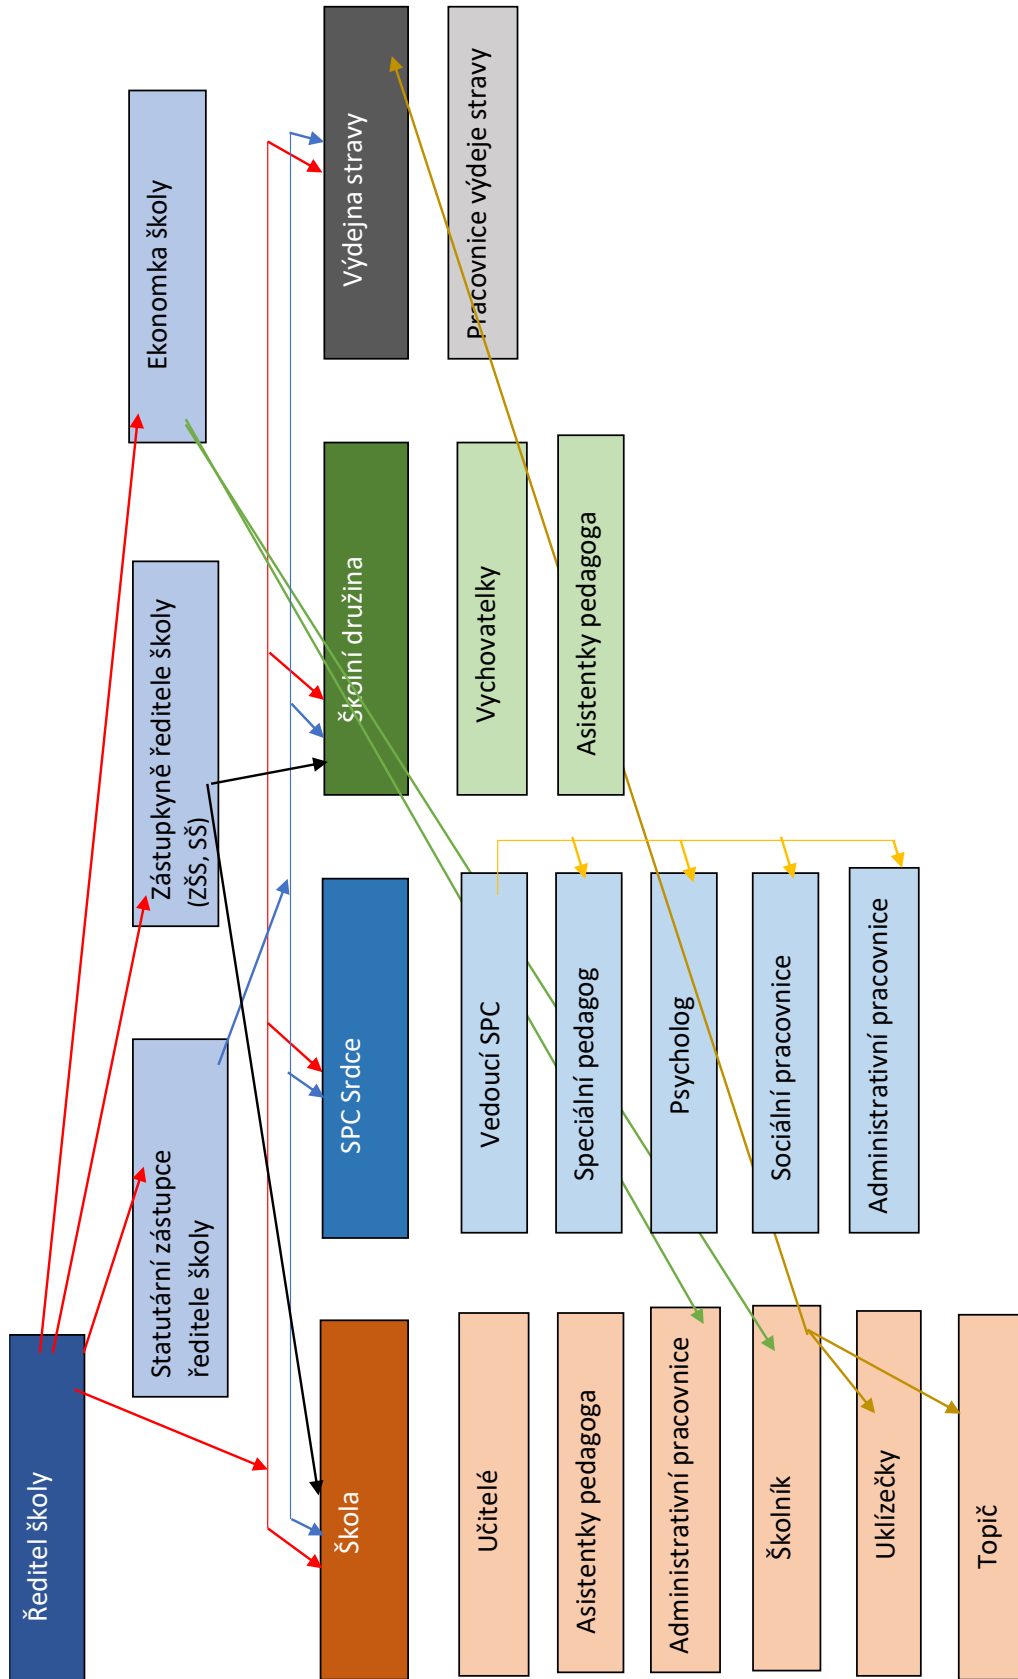 Ředitel školy
Statutární zástupce
ředitele školy
Zástupkyně ředitele školy
(ZŠS, SŠ)
Ekonomka školy
Škola
SPC Srdce
Školní družina
Výdejna stravy
Učitelé
Vedoucí SPC
Vychovatelky
Pracovnice výdeje stravy
Asistentky pedagoga
Speciální pedagog
Asistentky pedagoga
Administrativní pracovnice
Psycholog
Školník
Sociální pracovnice
Uklízečky
Administrativní pracovnice
Topič